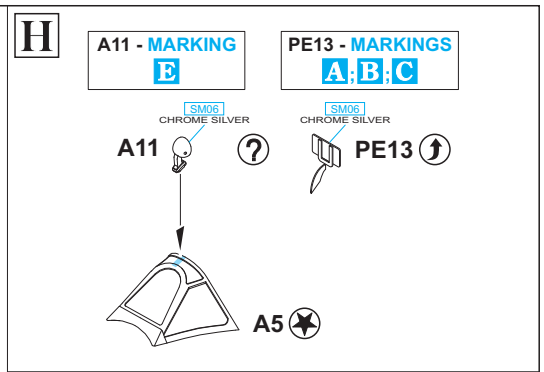 H
A11 - MARKING
E
PE13 - MARKINGS
A;B;C
SM06
CHROME SILVER
A11
?
SM06
CHROME SILVER
PE13
A5